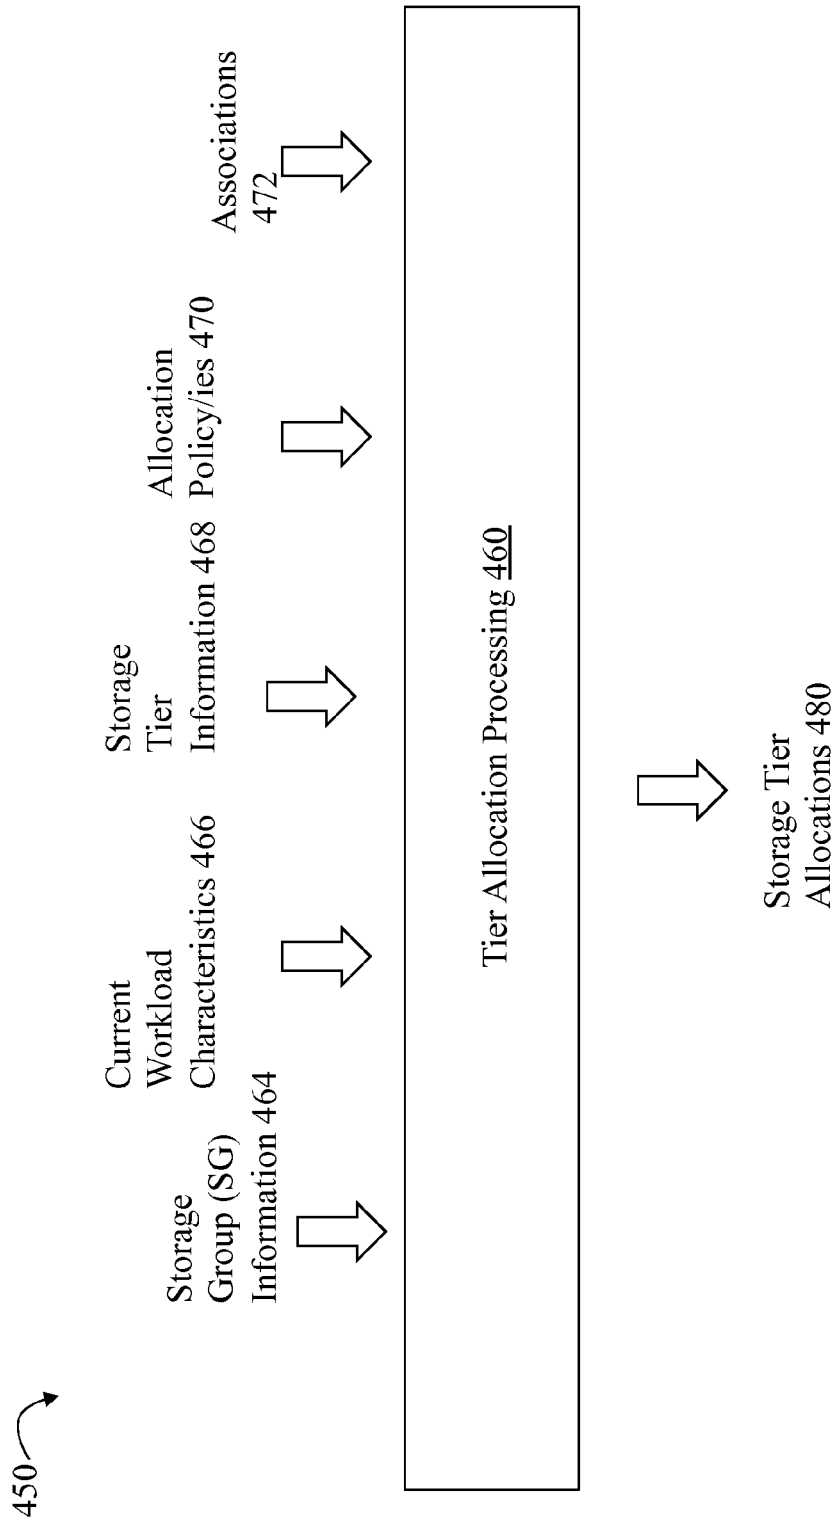 450
Storage
Group (SG)
Information 464
Current
Workload
Characteristics 466
Storage
Tier
Information 468
Allocation
Policy/ies 470
Associations
472
Tier Allocation Processing 460
Storage Tier
Allocations 480